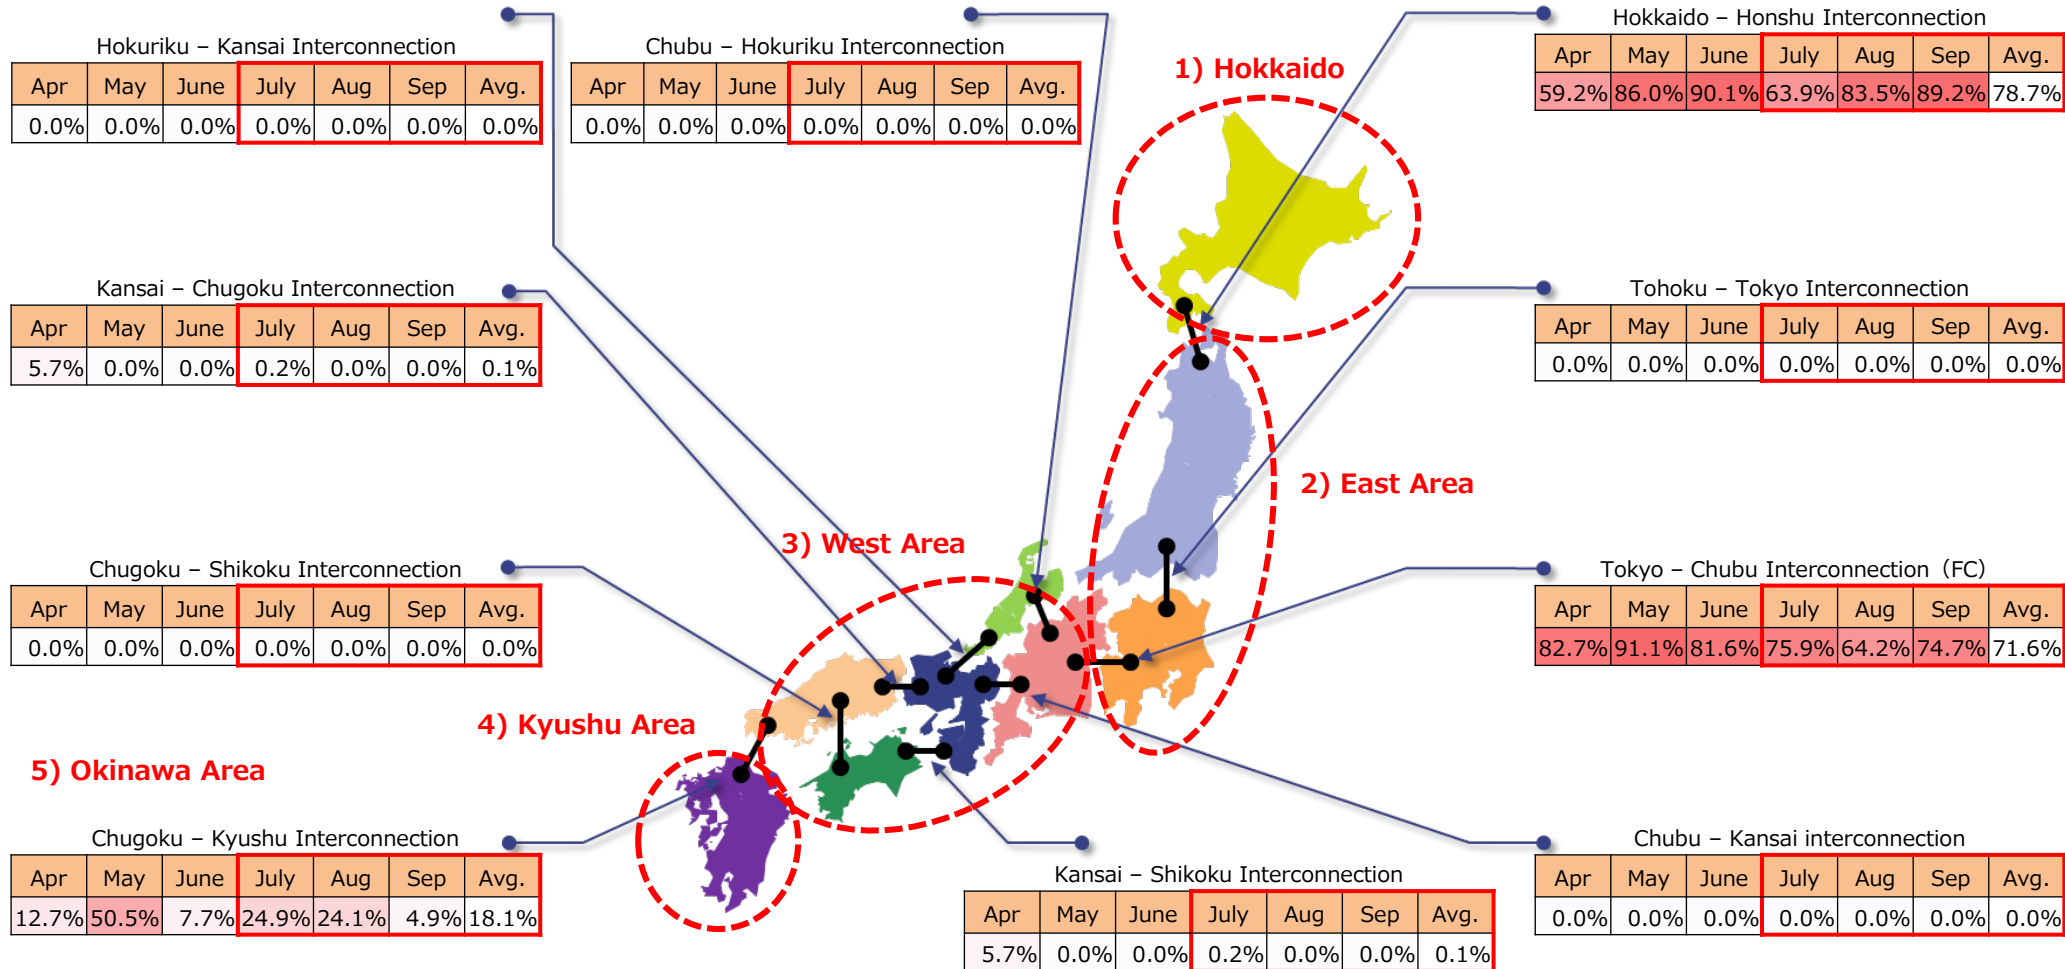 Hokuriku – Kansai Interconnection
Apr May June July Aug Sep Avg.
0.0% 0.0% 0.0% 0.0% 0.0% 0.0% 0.0%
Chubu – Hokuriku Interconnection
Apr May June July Aug Sep Avg.
0.0% 0.0% 0.0% 0.0% 0.0% 0.0% 0.0%
Hokkaido – Honshu Interconnection
Apr May June July Aug Sep Avg.
59.2% 86.0% 90.1% 63.9% 83.5% 89.2% 78.7%
1) Hokkaido
Kansai – Chugoku Interconnection
Apr May June July Aug Sep Avg.
5.7% 0.0% 0.0% 0.2% 0.0% 0.0% 0.1%
Tohoku – Tokyo Interconnection
Apr May June July Aug Sep Avg.
0.0% 0.0% 0.0% 0.0% 0.0% 0.0% 0.0%
2) East Area
3) West Area
Chugoku – Shikoku Interconnection
Apr May June July Aug Sep Avg.
0.0% 0.0% 0.0% 0.0% 0.0% 0.0% 0.0%
Tokyo – Chubu Interconnection（FC）
Apr May June July Aug Sep Avg.
82.7% 91.1% 81.6% 75.9% 64.2% 74.7% 71.6%
4) Kyushu Area
5) Okinawa Area
Chugoku – Kyushu Interconnection
Apr May June July Aug Sep Avg.
12.7% 50.5% 7.7% 24.9% 24.1% 4.9% 18.1%
Kansai – Shikoku Interconnection
Apr May June July Aug Sep Avg.
5.7% 0.0% 0.0% 0.2% 0.0% 0.0% 0.1%
Chubu – Kansai interconnection
Apr May June July Aug Sep Avg.
0.0% 0.0% 0.0% 0.0% 0.0% 0.0% 0.0%